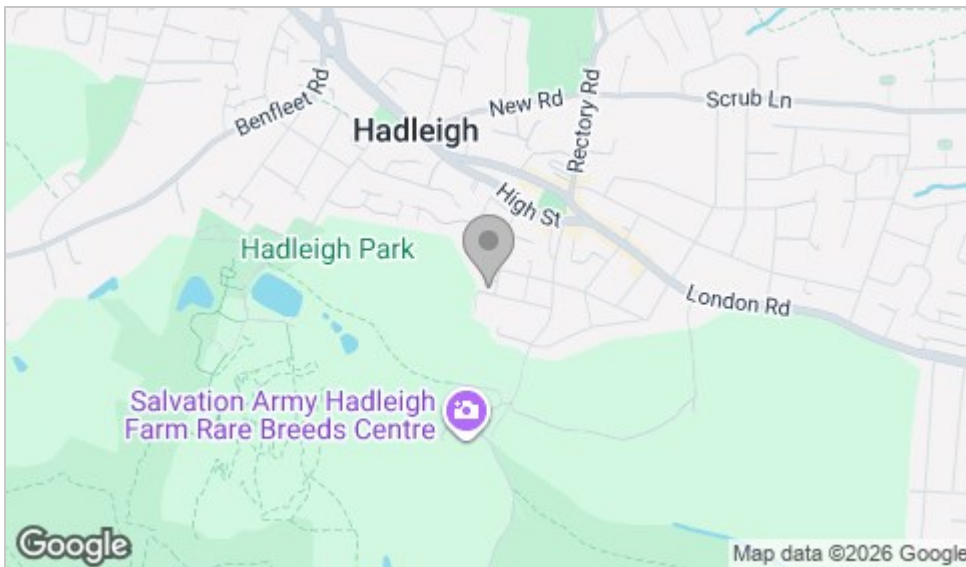 Benfleet Rd
New Rd
Scrub Ln
Hadleigh
Rectory Rd
High St
Hadleigh Park
London Rd
Salvation Army Hadleigh
Farm Rare Breeds Centre
Google
Map data ©2026 Google